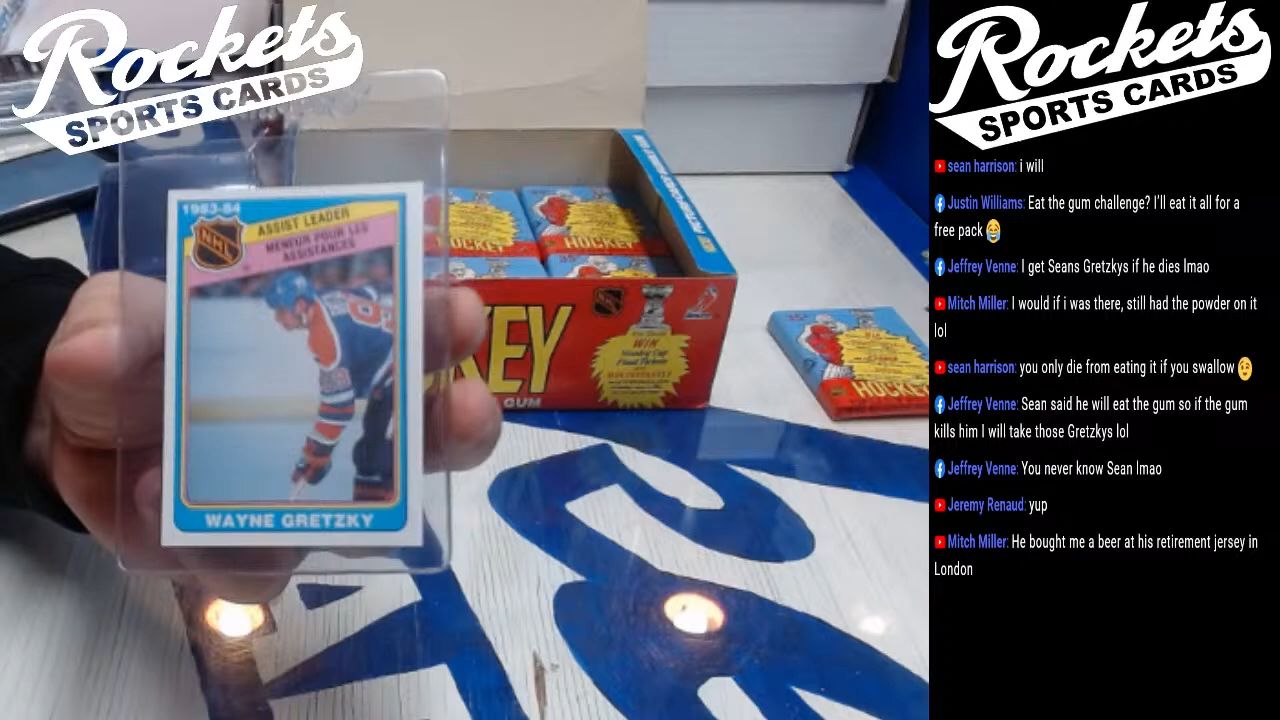 Rockets
SPORTS CARDS
1983-84
NHL
ASSIST LEADER
MENEUR POUR LES
ASSISTANCES
WAYNE GRETZKY
HOCKEY
HOCKEY
KEY
GUM
WIN
HOCKEY
Rockets
SPORTS CARDS
sean harrison: i will
Justin Williams: Eat the gum challenge? I'll eat it all for a
free pack 😂
Jeffrey Venne: I get Seans Gretzkys if he dies lmao
Mitch Miller: I would if i was there, still had the powder on it
lol
sean harrison: you only die from eating it if you swallow 😉
Jeffrey Venne: Sean said he will eat the gum so if the gum
kills him I will take those Gretzkys lol
Jeffrey Venne: You never know Sean lmao
Jeremy Renaud: yup
Mitch Miller: He bought me a beer at his retirement jersey in
London